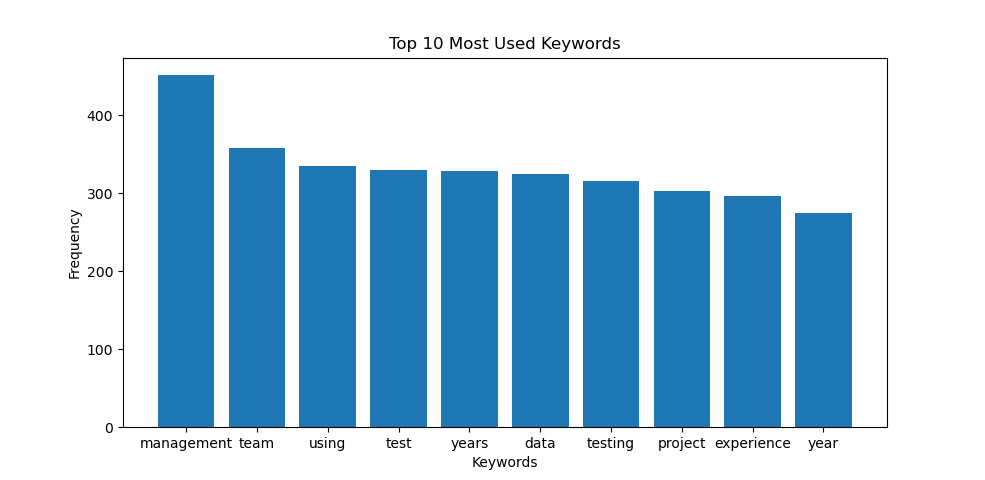 Top 10 Most Used Keywords
Frequency
400
300
200
100
0
management team using test years data testing project experience year
Keywords